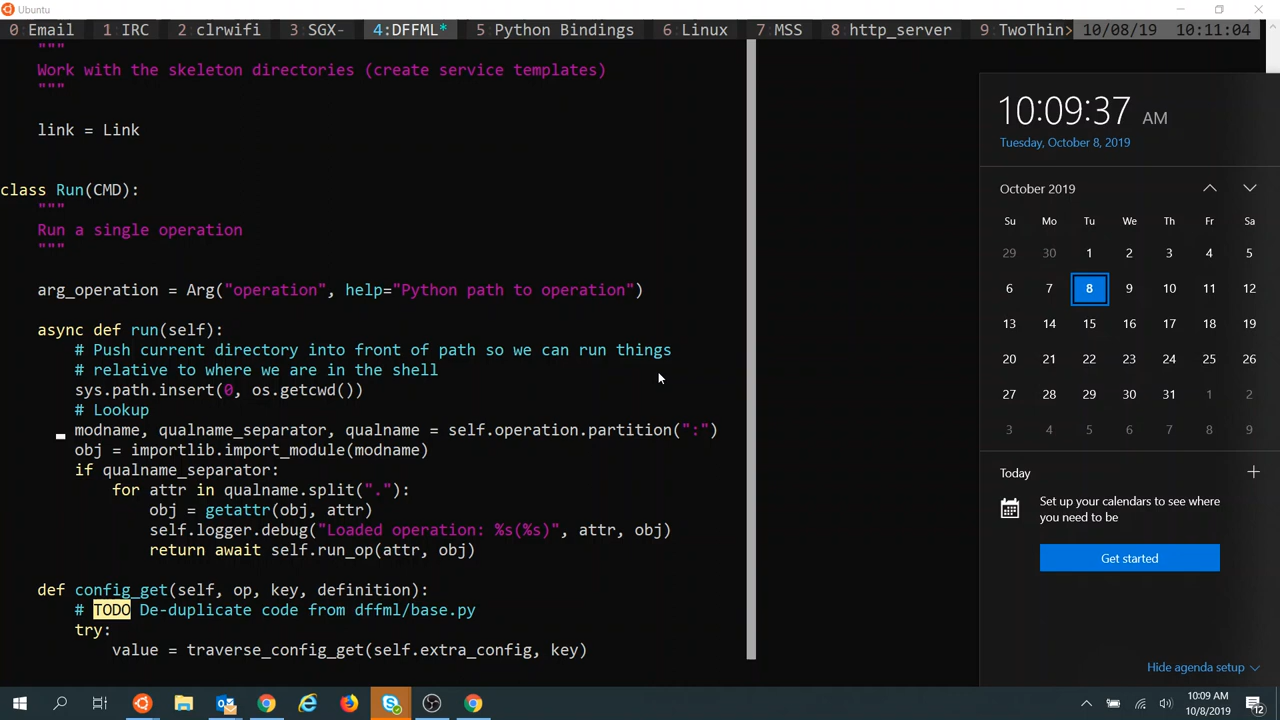 Ubuntu
0 Email 1 IRC 2 clrwifi 3 SGX- 4:DFFML* 5 Python Bindings 6 Linux 7 MSS 8 http_server 9 TwoThin> 10/08/19 10:11:04
"""
Work with the skeleton directories (create service templates)
"""
link = Link
class Run(CMD):
"""
Run a single operation
"""
arg_operation = Arg("operation", help="Python path to operation")
async def run(self):
# Push current directory into front of path so we can run things
# relative to where we are in the shell
sys.path.insert(0, os.getcwd())
# Lookup
modname, qualname_separator, qualname = self.operation.partition(":")
obj = importlib.import_module(modname)
if qualname_separator:
for attr in qualname.split("."):
obj = getattr(obj, attr)
self.logger.debug("Loaded operation: %s(%s)", attr, obj)
return await self.run_op(attr, obj)
def config_get(self, op, key, definition):
# TODO De-duplicate code from dffml/base.py
try:
value = traverse_config_get(self.extra_config, key)
10:09:37 AM
Tuesday, October 8, 2019
October 2019
Su Mo Tu We Th Fr Sa
29 30 1 2 3 4 5
6 7 8 9 10 11 12
13 14 15 16 17 18 19
20 21 22 23 24 25 26
27 28 29 30 31 1 2
3 4 5 6 7 8 9
Today
Set up your calendars to see where
you need to be
Get started
Hide agenda setup
10:09 AM
10/8/2019
12